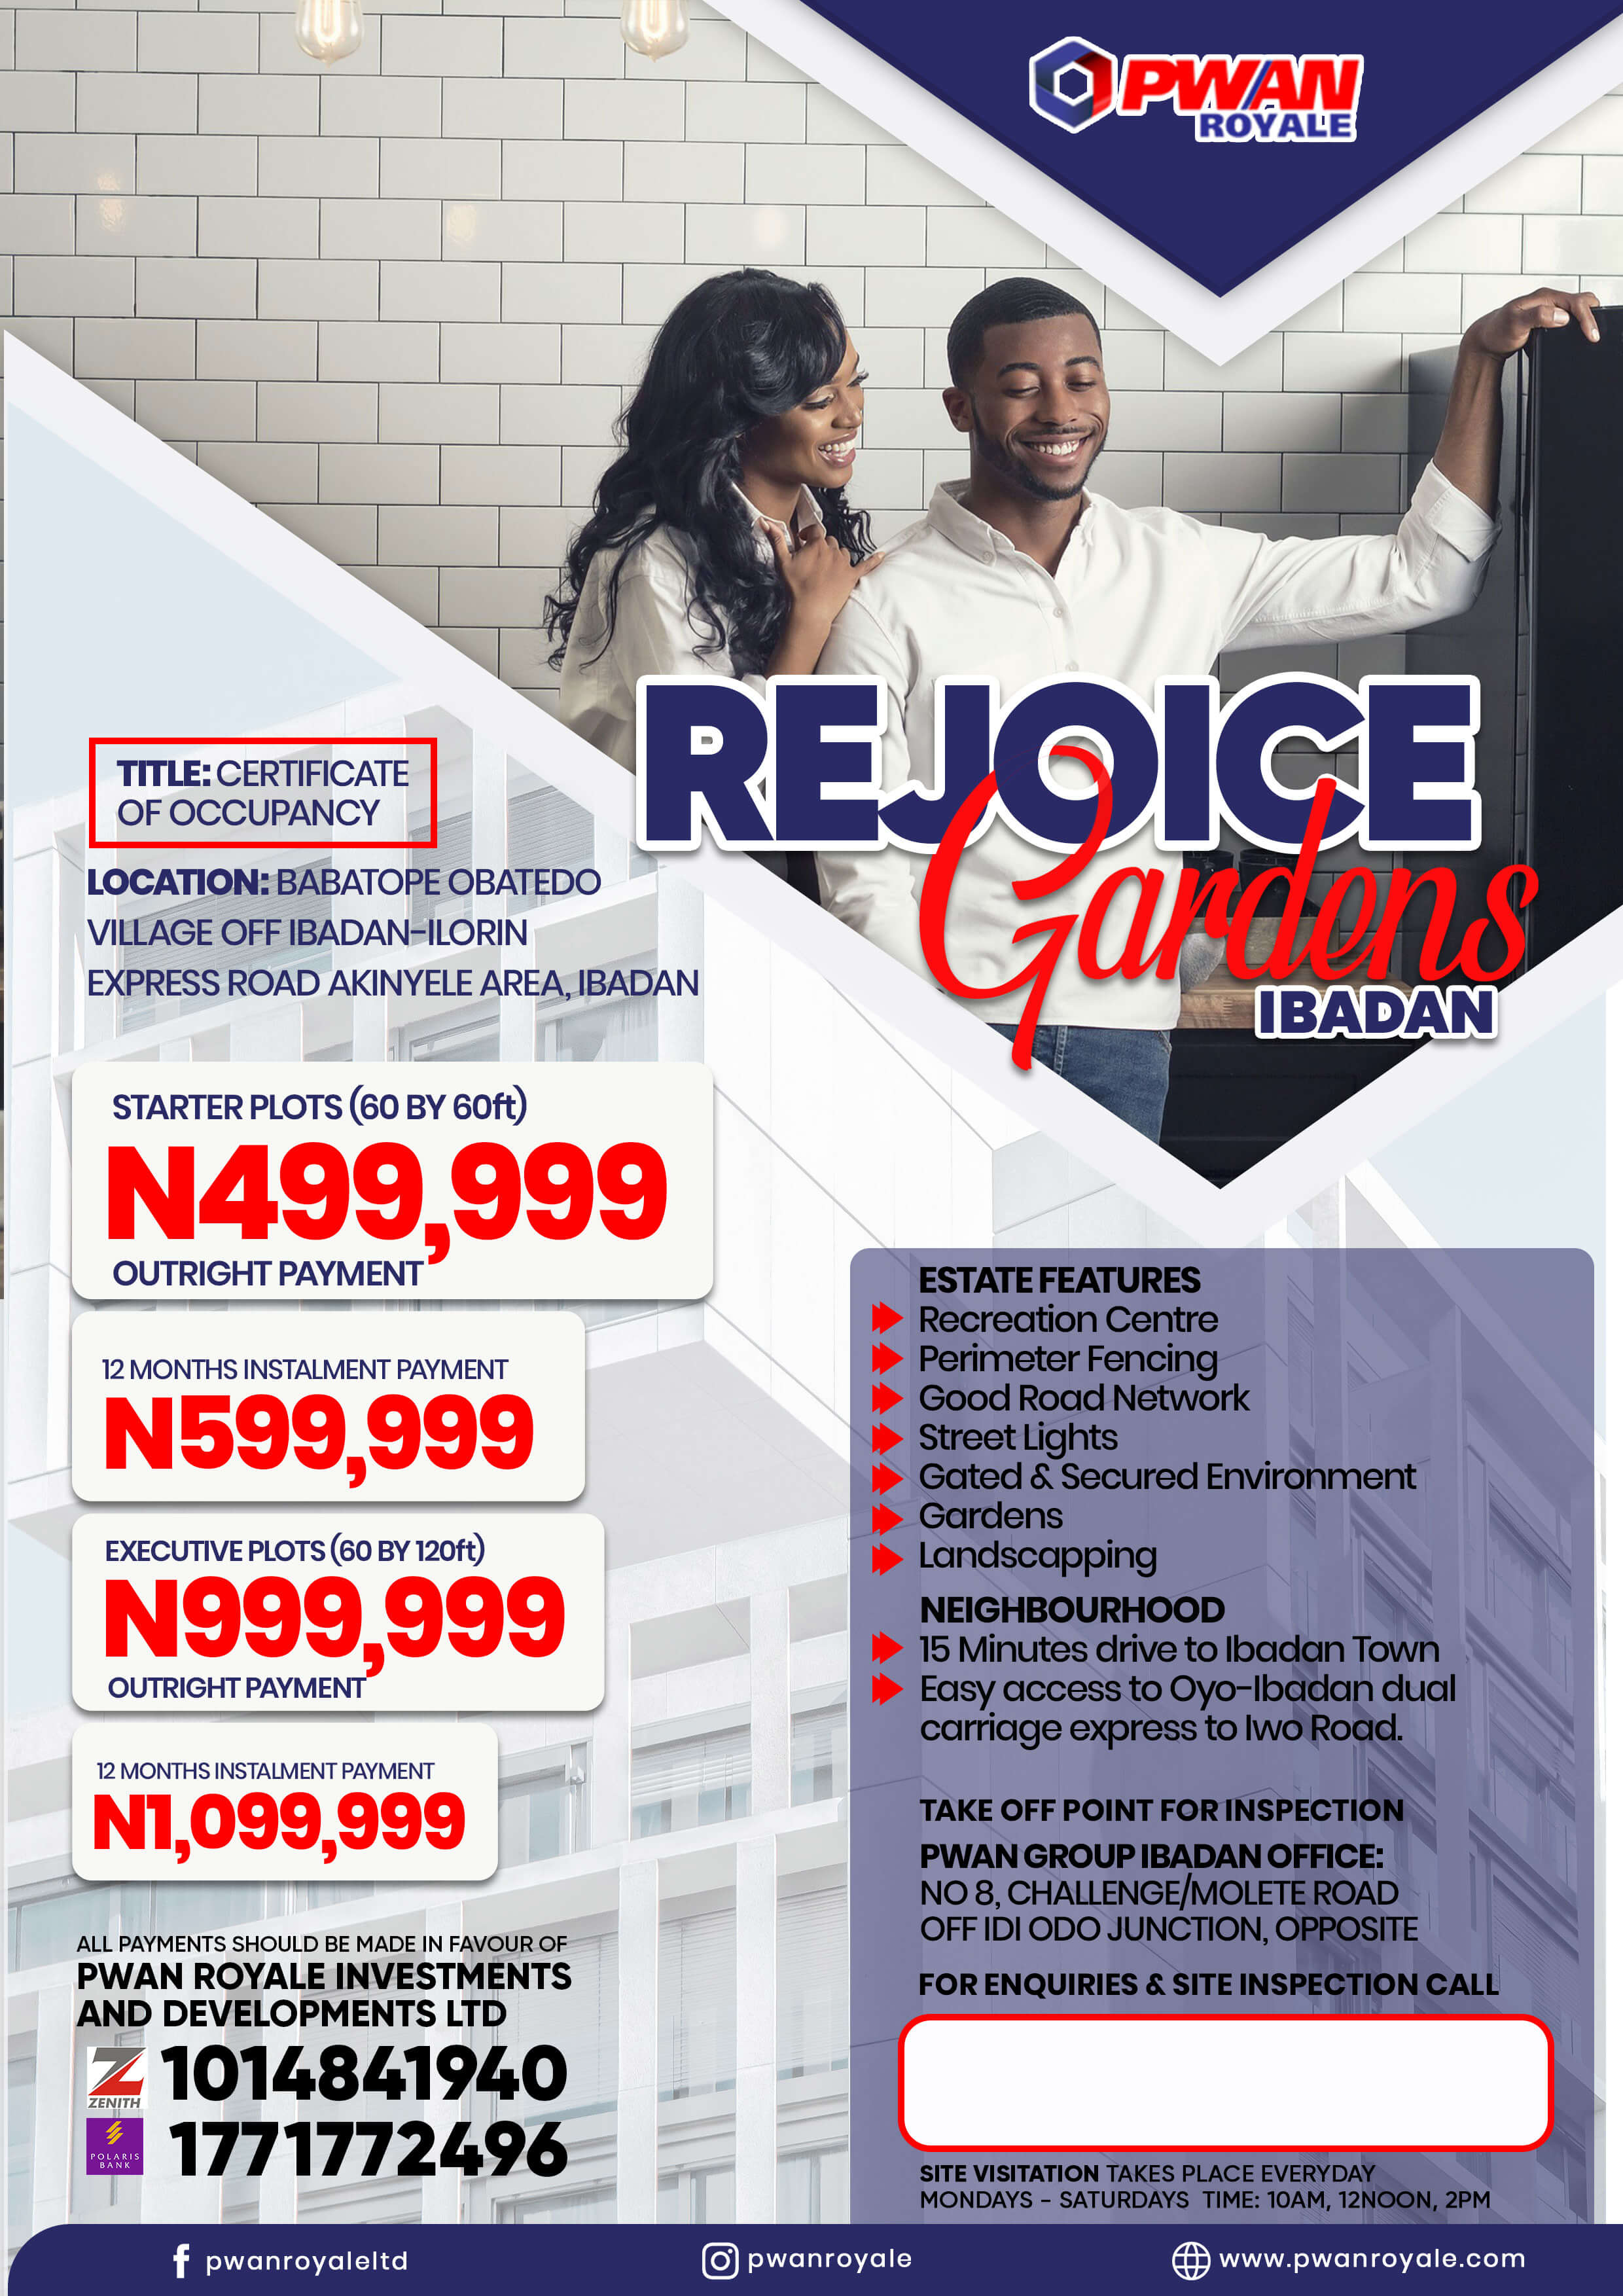 PWAN
ROYALE
REJOICE
Gardens
IBADAN
TITLE: CERTIFICATE
OF OCCUPANCY
LOCATION: BABATOPE OBATEDO
VILLAGE OFF IBADAN-ILORIN
EXPRESS ROAD AKINYELE AREA, IBADAN
STARTER PLOTS (60 BY 60ft)
N499,999
OUTRIGHT PAYMENT
12 MONTHS INSTALMENT PAYMENT
N599,999
EXECUTIVE PLOTS (60 BY 120ft)
N999,999
OUTRIGHT PAYMENT
12 MONTHS INSTALMENT PAYMENT
N1,099,999
ALL PAYMENTS SHOULD BE MADE IN FAVOUR OF
PWAN ROYALE INVESTMENTS
AND DEVELOPMENTS LTD
ZENITH
1014841940
POLARIS
BANK
1771772496
ESTATE FEATURES
Recreation Centre
Perimeter Fencing
Good Road Network
Street Lights
Gated & Secured Environment
Gardens
Landscapping
NEIGHBOURHOOD
15 Minutes drive to Ibadan Town
Easy access to Oyo-Ibadan dual
carriage express to Iwo Road.
TAKE OFF POINT FOR INSPECTION
PWAN GROUP IBADAN OFFICE:
NO 8, CHALLENGE/MOLETE ROAD
OFF IDI ODO JUNCTION, OPPOSITE
FOR ENQUIRIES & SITE INSPECTION CALL
SITE VISITATION TAKES PLACE EVERYDAY
MONDAYS - SATURDAYS TIME: 10AM, 12NOON, 2PM
pwanroyaleltd
pwanroyale
www.pwanroyale.com